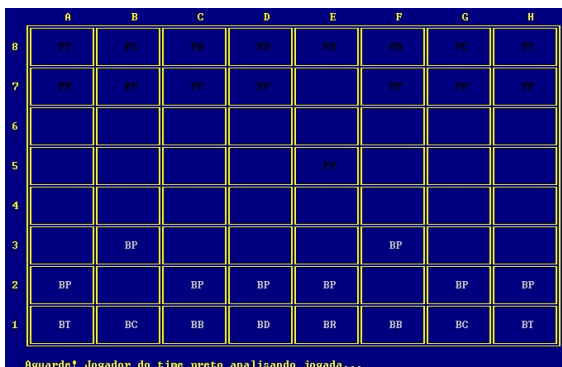 A B C D E F G H
8 PT PC PB PD PR PB PC PT
7 PP PP PP PP PP PP PP
6
5 PP
4
3 BP BP
2 BP BP BP BP BP BP
1 BT BC BB BD BR BB BC BT
Aguarde! Jogador do time preto analisando jogada...